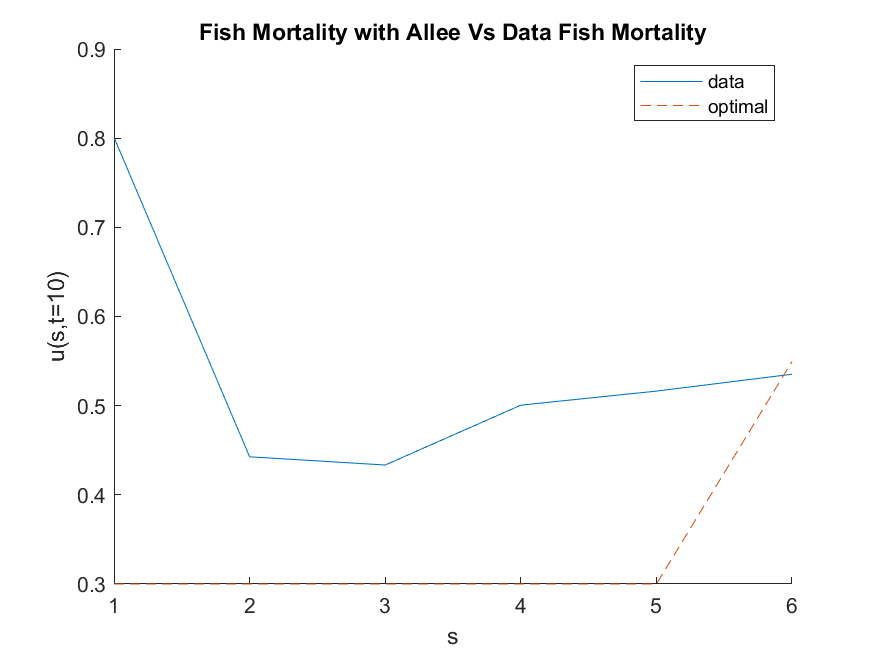 Fish Mortality with Allee Vs Data Fish Mortality
data
optimal
u(s,t=10)
0.9
0.8
0.7
0.6
0.5
0.4
0.3
1 2 3 4 5 6
s